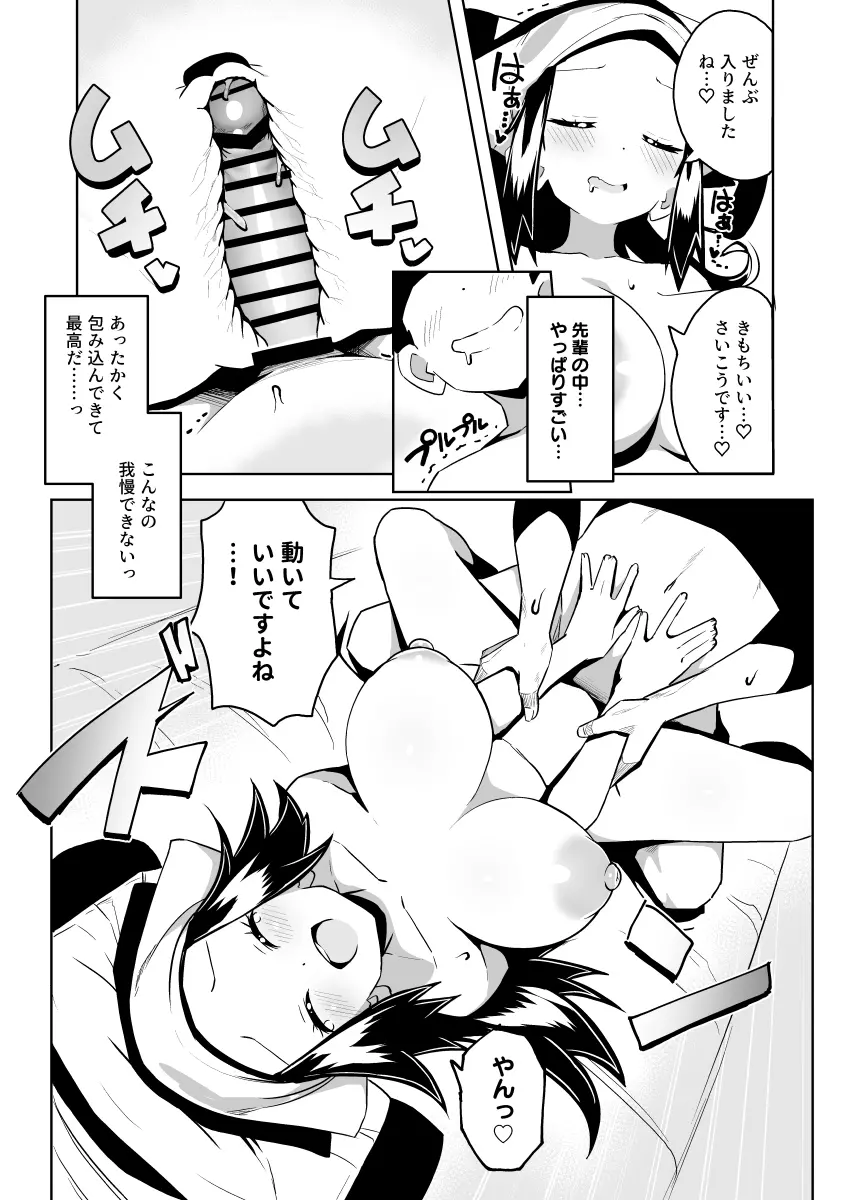 ぜんぶ
入りました
ね…♡
はぁ…♡
はぁ…♡
ムチ♡
ムチ♡
きもちいい…♡
さいこうです…♡
先輩の中…
やっぱりすごい…
プルプル
あったかく
包み込んできて
最高だ……っ
こんなの
我慢できないっ
動いて
いいですよね
…！
やんっ♡